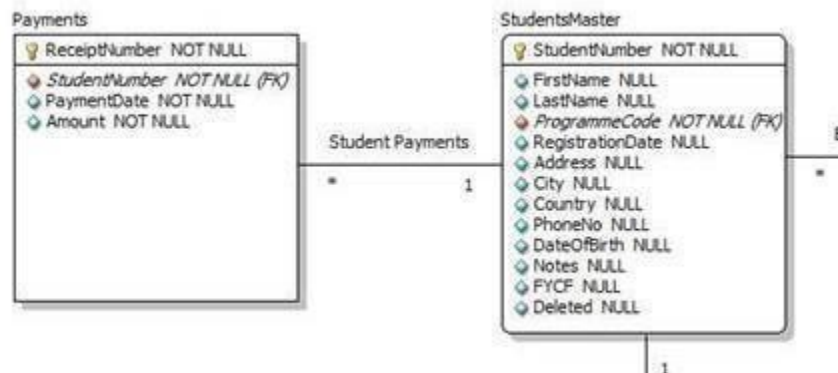 Payments
ReceiptNumber NOT NULL
StudentNumber NOT NULL (FK)
PaymentDate NOT NULL
Amount NOT NULL
Student Payments
*
1
StudentsMaster
StudentNumber NOT NULL
FirstName NULL
LastName NULL
ProgrammeCode NOT NULL (FK)
RegistrationDate NULL
Address NULL
City NULL
Country NULL
PhoneNo NULL
DateOfBirth NULL
Notes NULL
FYCF NULL
Deleted NULL
*
1